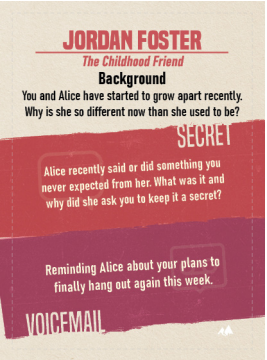 JORDAN FOSTER
The Childhood Friend
Background
You and Alice have started to grow apart recently.
Why is she so different now than she used to be?
SECRET
Alice recently said or did something you
never expected from her. What was it and
why did she ask you to keep it a secret?
Reminding Alice about your plans to
finally hang out again this week.
VOICEMAIL